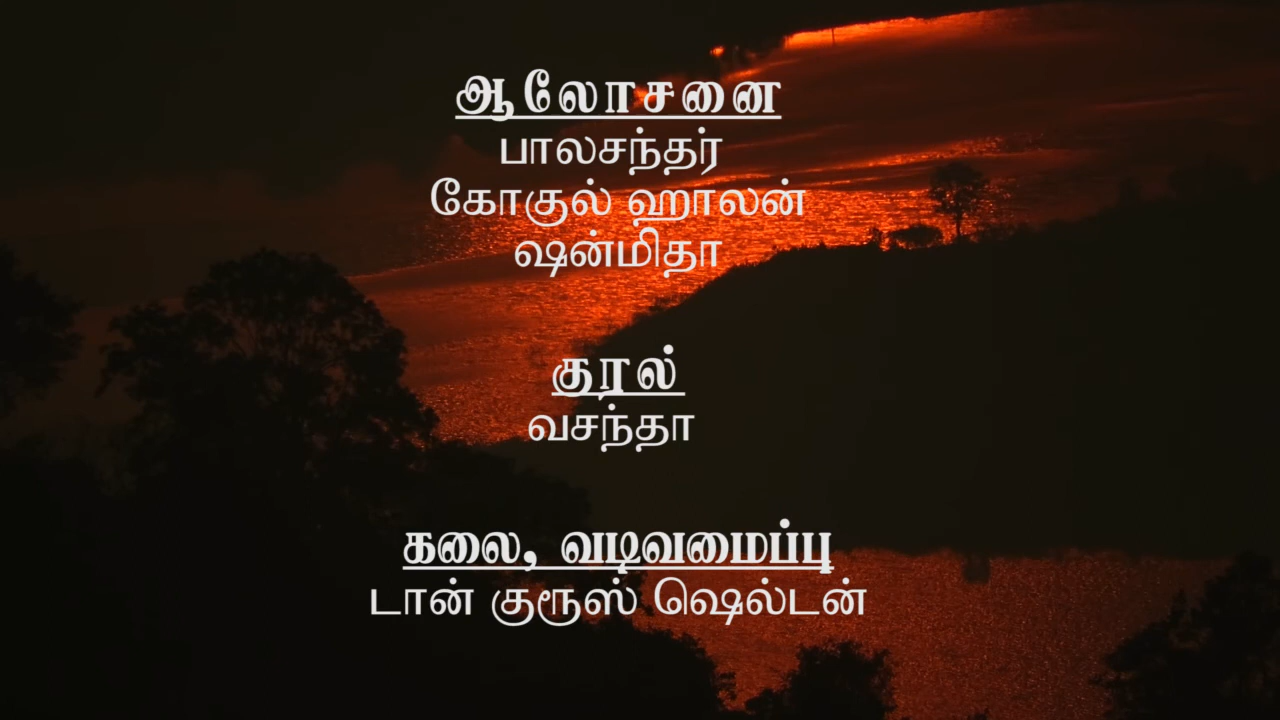 ஆலோசனை
பாலசந்தர்
கோகுல் ஹாலன்
ஷன்மிதா
குரல்
வசந்தா
கலை, வடிவமைப்பு
டான் குரூஸ் ஷெல்டன்